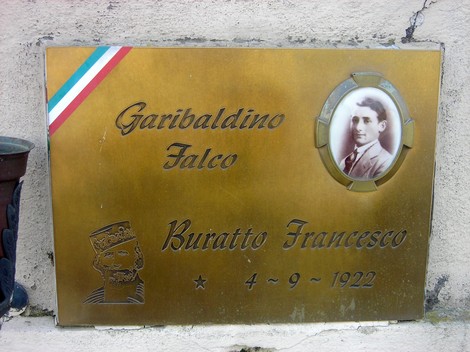 Garibaldino
Falco
Buratto Francesco
★ 4 ~ 9 ~ 1922